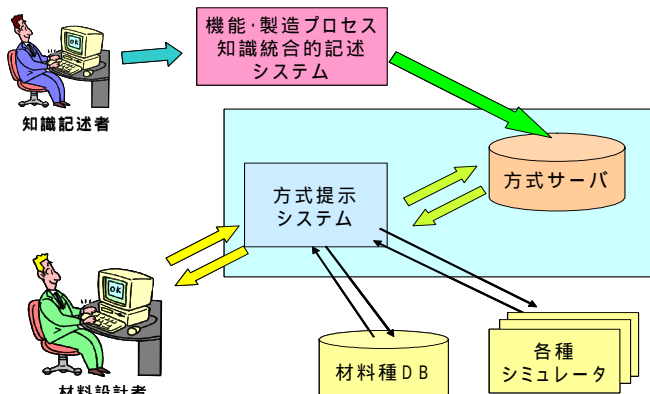 機能・製造プロセス
知識統合的記述
システム
OK
知識記述者
方式サーバ
方式提示
システム
OK
材料設計者
材料種DB
各種
シミュレータ